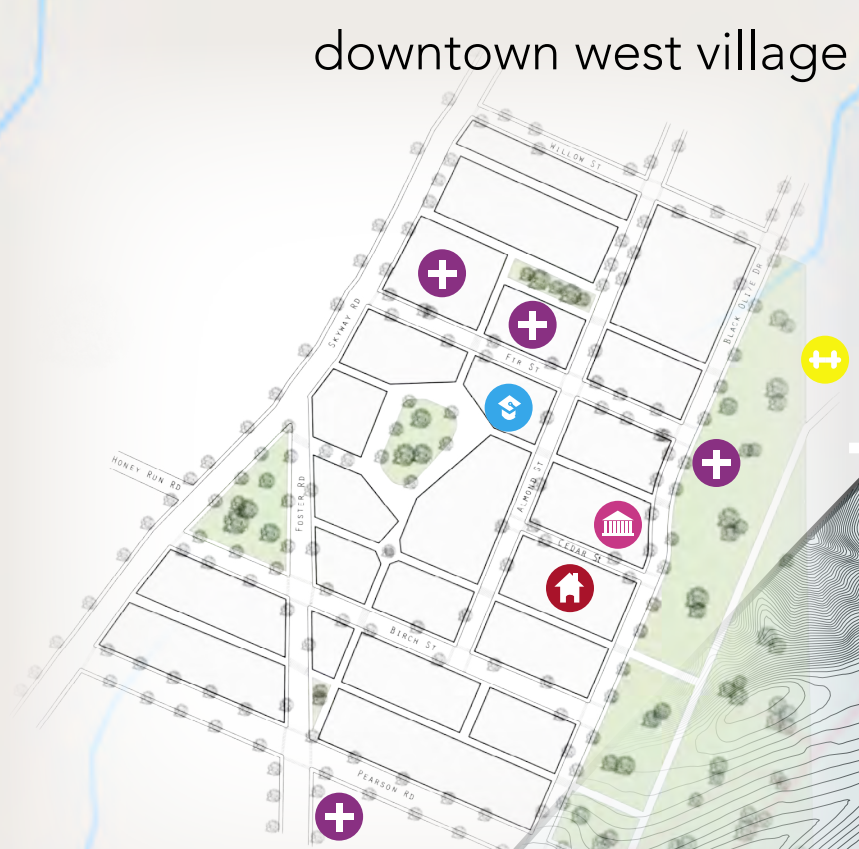 downtown west village
WILLOW ST
BLACK OLIVE DR
SKYWAY RD
FIR ST
HONEY RUN RD
FOSTER RD
ALMOND ST
CEDAR St
BIRCH ST
PEARSON RD